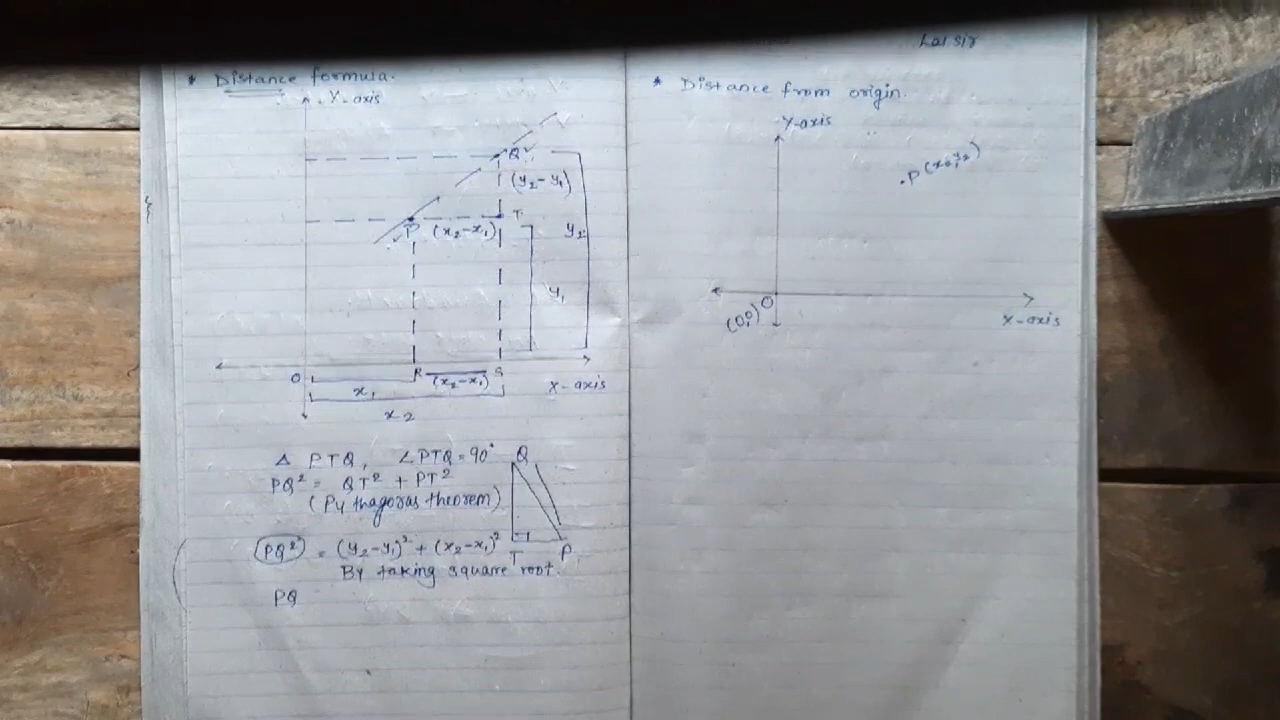 * Distance formula.
Y-axis
Q
(y₂-y₁)
T
P
(x₂-x₁)
y₂
y₁
O
R
(x₂-x₁)
S
X-axis
x₁
x₂
Δ PTQ, ∠PTQ = 90°
PQ² = QT² + PT²
(Pythagoras theorem)
Q
T
P
PQ² = (y₂-y₁)² + (x₂-x₁)²
By taking square root.
PQ
Lal sir
* Distance from origin.
Y-axis
.P
O
(0,0)
X-axis